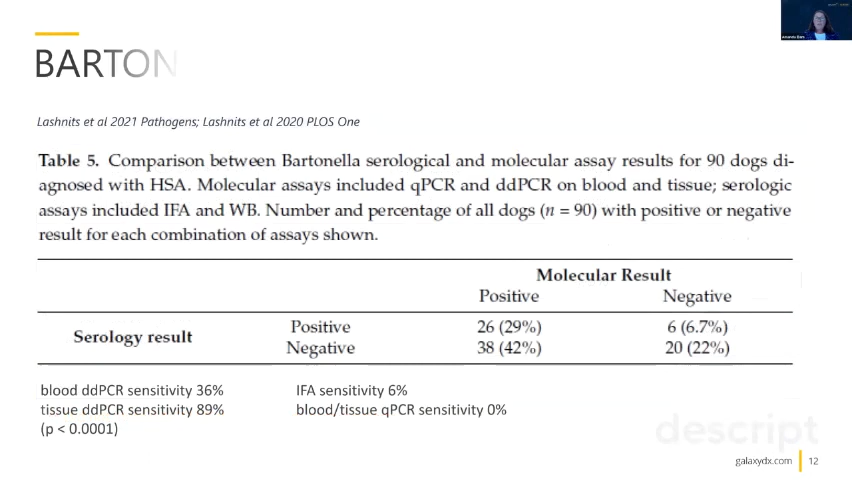 BARTON
Lashnits et al 2021 Pathogens; Lashnits et al 2020 PLOS One
Table 5. Comparison between Bartonella serological and molecular assay results for 90 dogs di-
agnosed with HSA. Molecular assays included qPCR and ddPCR on blood and tissue; serologic
assays included IFA and WB. Number and percentage of all dogs (n = 90) with positive or negative
result for each combination of assays shown.
Molecular Result
Positive Negative
Serology result
Positive 26 (29%) 6 (6.7%)
Negative 38 (42%) 20 (22%)
blood ddPCR sensitivity 36%
tissue ddPCR sensitivity 89%
(p < 0.0001)
IFA sensitivity 6%
blood/tissue qPCR sensitivity 0%
descript
galaxydx.com 12